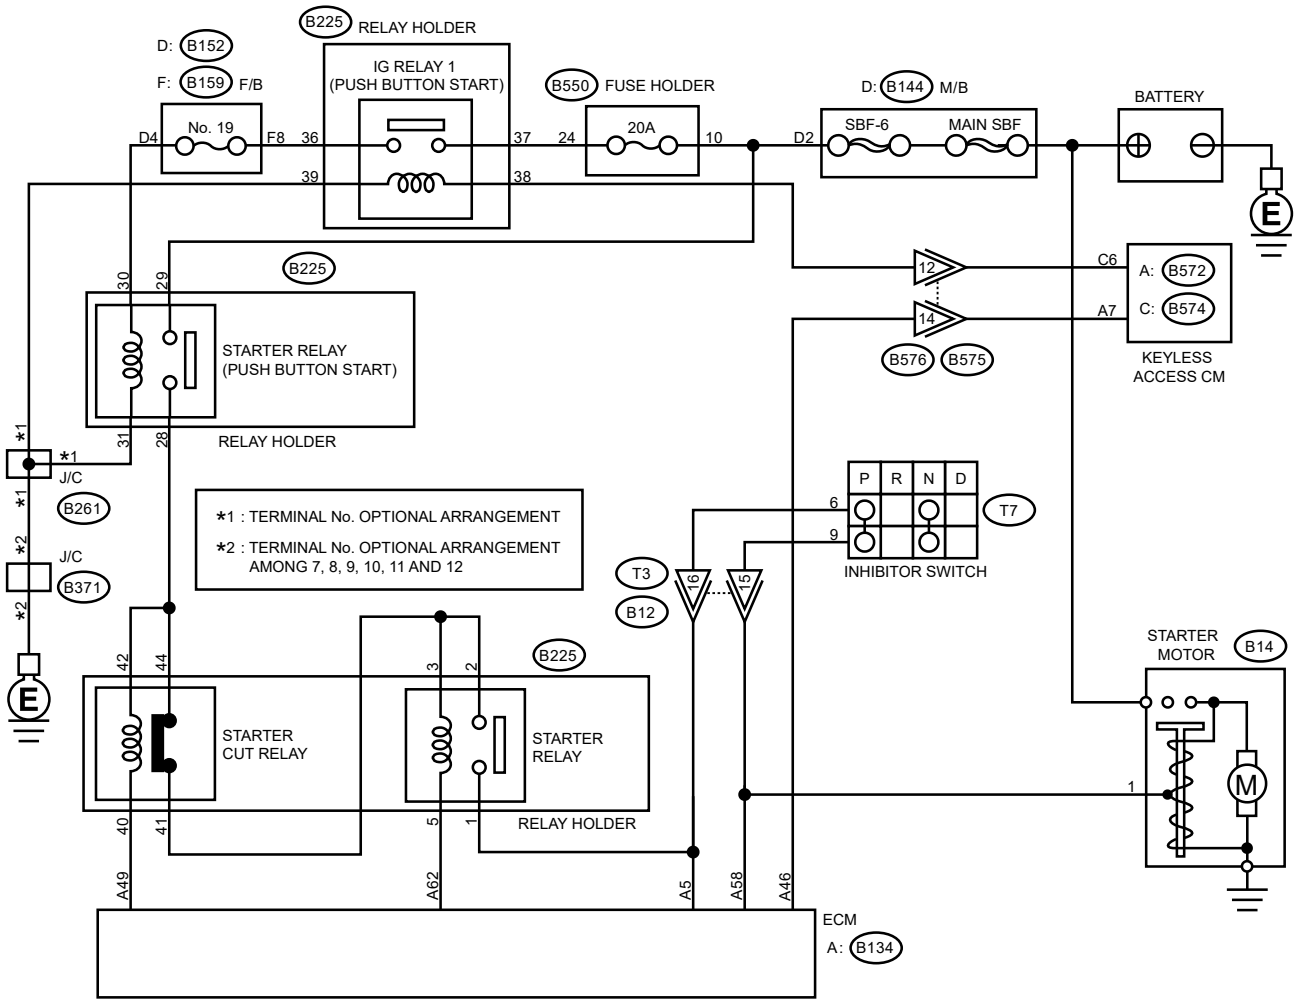 B225 RELAY HOLDER
D: B152
F: B159 F/B
IG RELAY 1
(PUSH BUTTON START)
B550 FUSE HOLDER
D: B144 M/B
BATTERY
No. 19
20A
SBF-6 MAIN SBF
D4 F8 36 37 24 10 D2
39 38
E
B225
30 29
12 C6
A: B572
14 A7
C: B574
B576 B575
KEYLESS
ACCESS CM
STARTER RELAY
(PUSH BUTTON START)
31 28
RELAY HOLDER
*1
*1
J/C
*1
B261
*2
J/C
B371
*2
E
*1 : TERMINAL No. OPTIONAL ARRANGEMENT
*2 : TERMINAL No. OPTIONAL ARRANGEMENT
AMONG 7, 8, 9, 10, 11 AND 12
P R N D
6
9
T7
INHIBITOR SWITCH
T3
B12
16 15
42 44 3 2
B225
STARTER
CUT RELAY
STARTER
RELAY
40 41 5 1
RELAY HOLDER
STARTER
MOTOR
B14
1
M
A49 A62 A5 A58 A46
ECM
A: B134